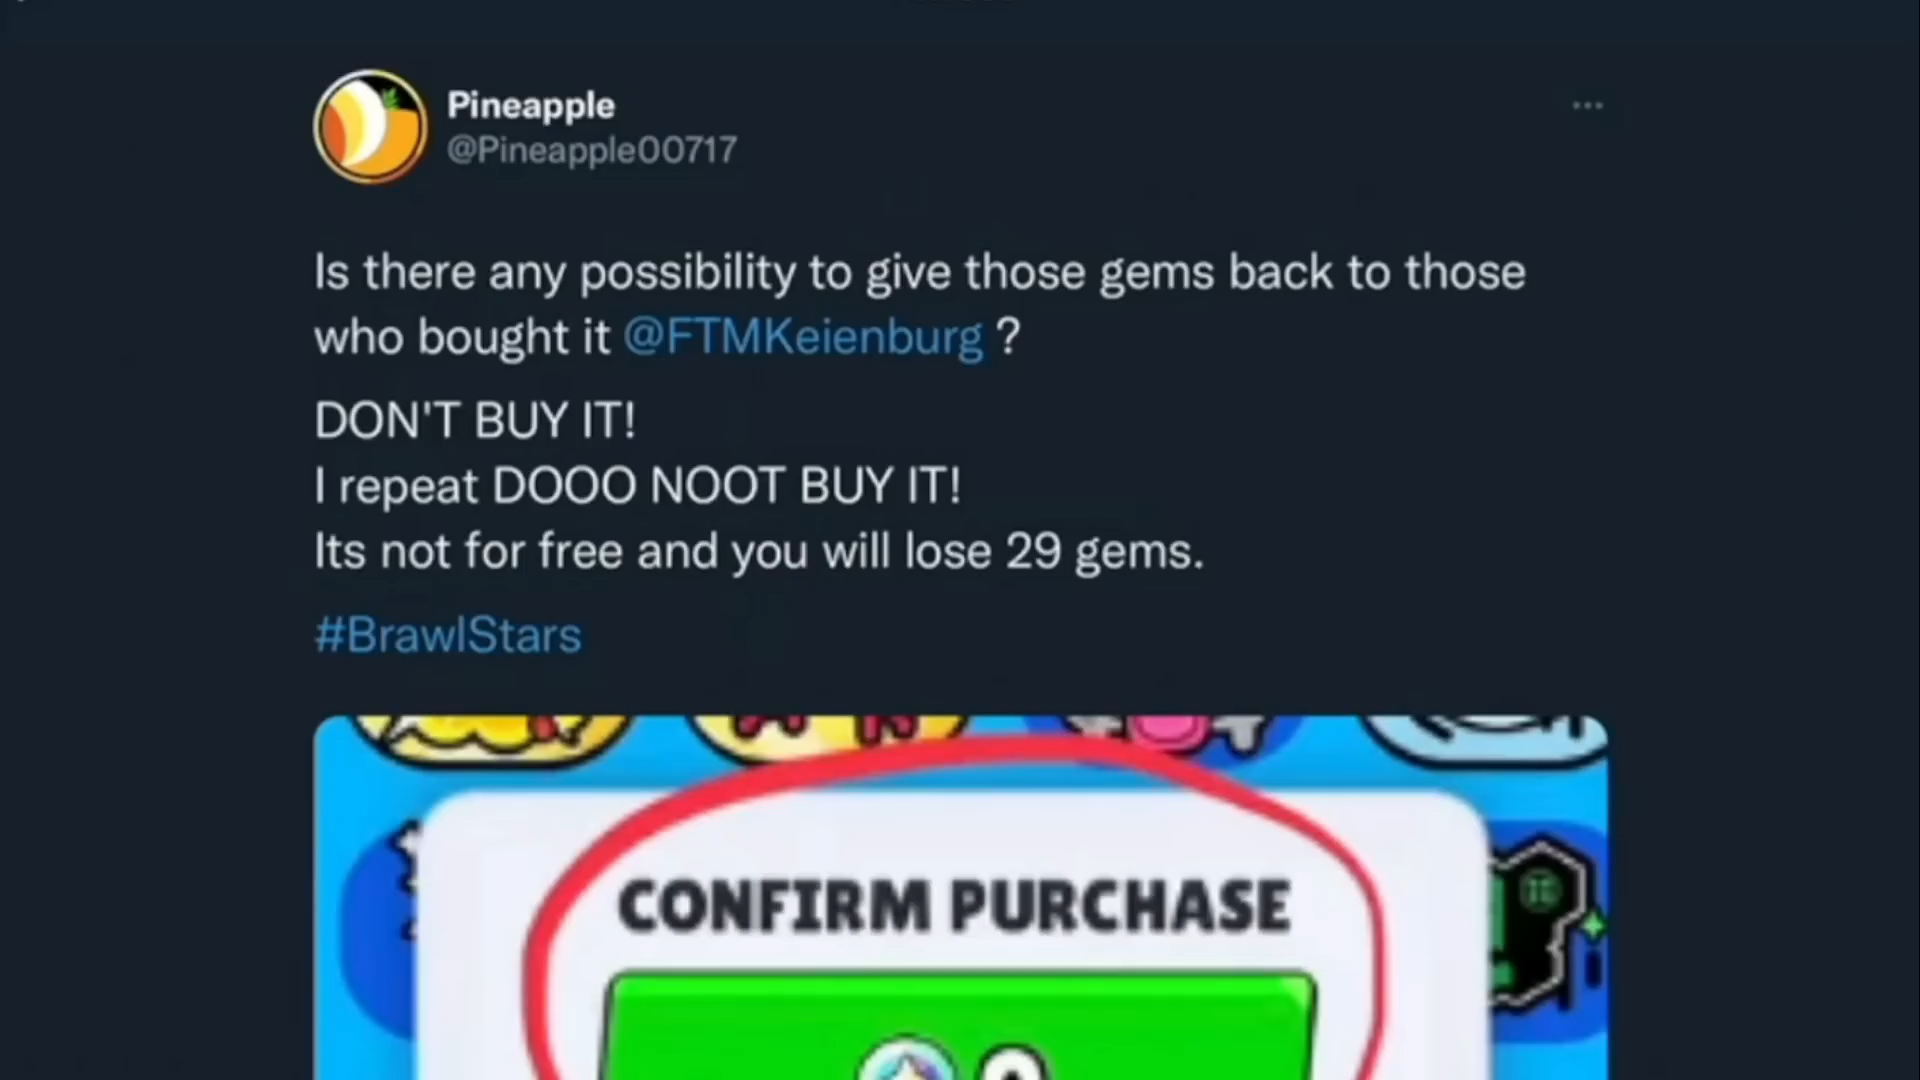 Pineapple
@Pineapple00717
Is there any possibility to give those gems back to those
who bought it @FTMKeienburg ?
DON'T BUY IT!
I repeat DOOO NOOT BUY IT!
Its not for free and you will lose 29 gems.
#BrawlStars
CONFIRM PURCHASE